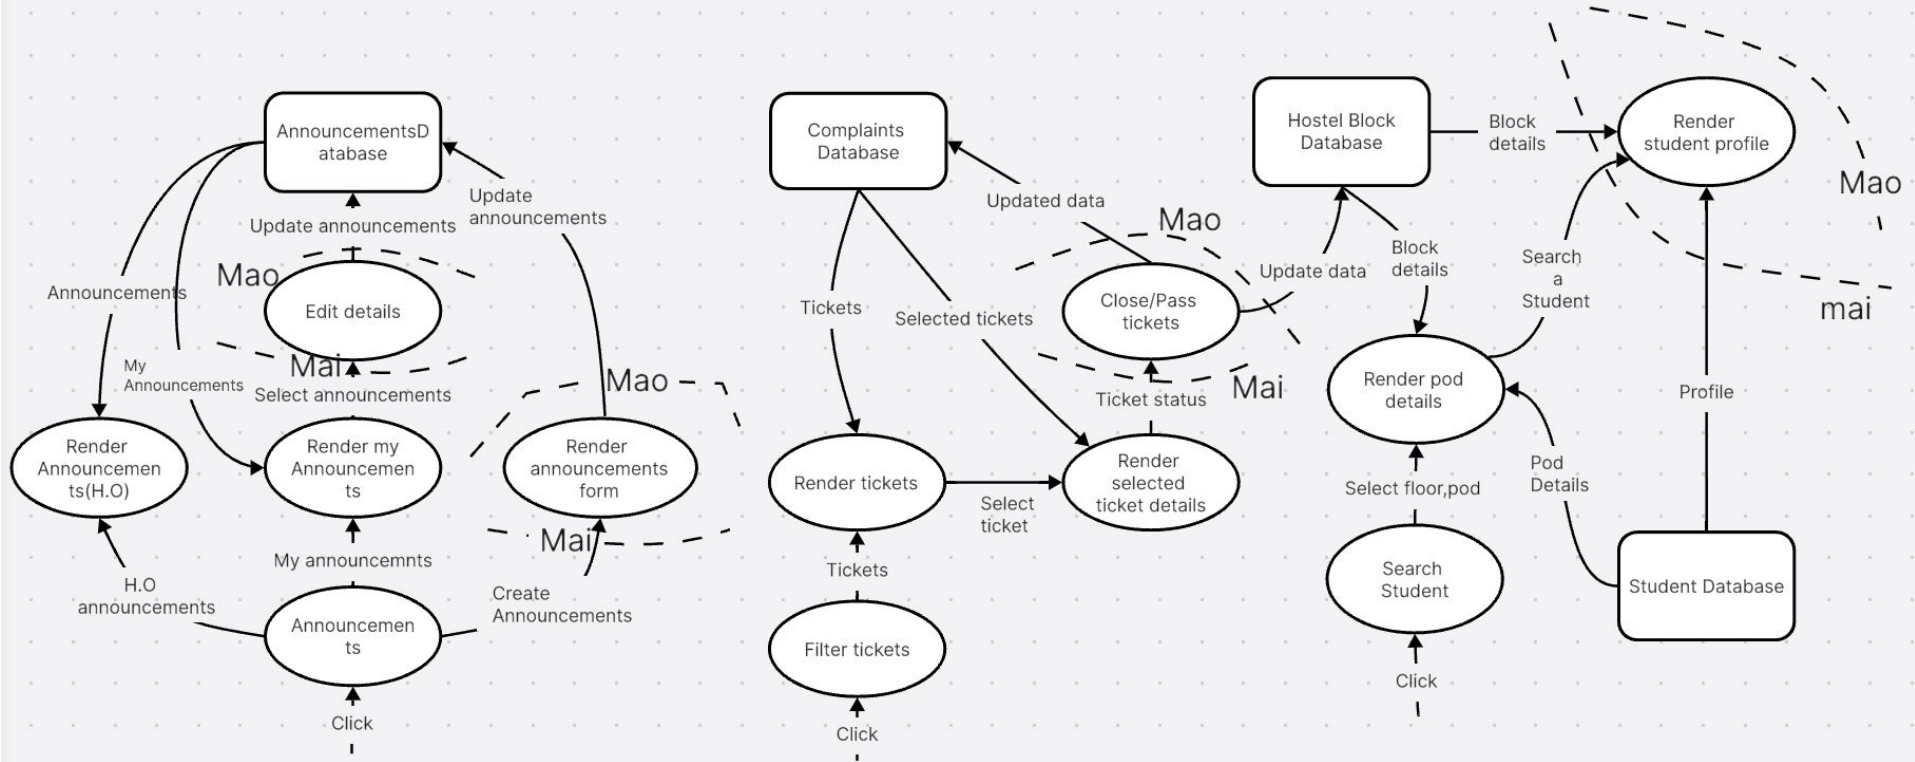 AnnouncementsD
atabase
Update announcements
Update
announcements
Mao
Edit details
Mai
Announcements
My
Announcements
Select announcements
Render
Announcemen
ts(H.O)
Render my
Announcemen
ts
Mao
Render
announcements
form
Mai
My announcemnts
H.O
announcements
Create
Announcements
Announcemen
ts
Click
Complaints
Database
Updated data
Mao
Tickets
Selected tickets
Close/Pass
tickets
Update data
Mai
Ticket status
Render tickets
Select
ticket
Render
selected
ticket details
Tickets
Filter tickets
Click
Hostel Block
Database
Block
details
Render
student profile
Mao
mai
Block
details
Search
a
Student
Render pod
details
Profile
Select floor,pod
Pod
Details
Search
Student
Student Database
Click